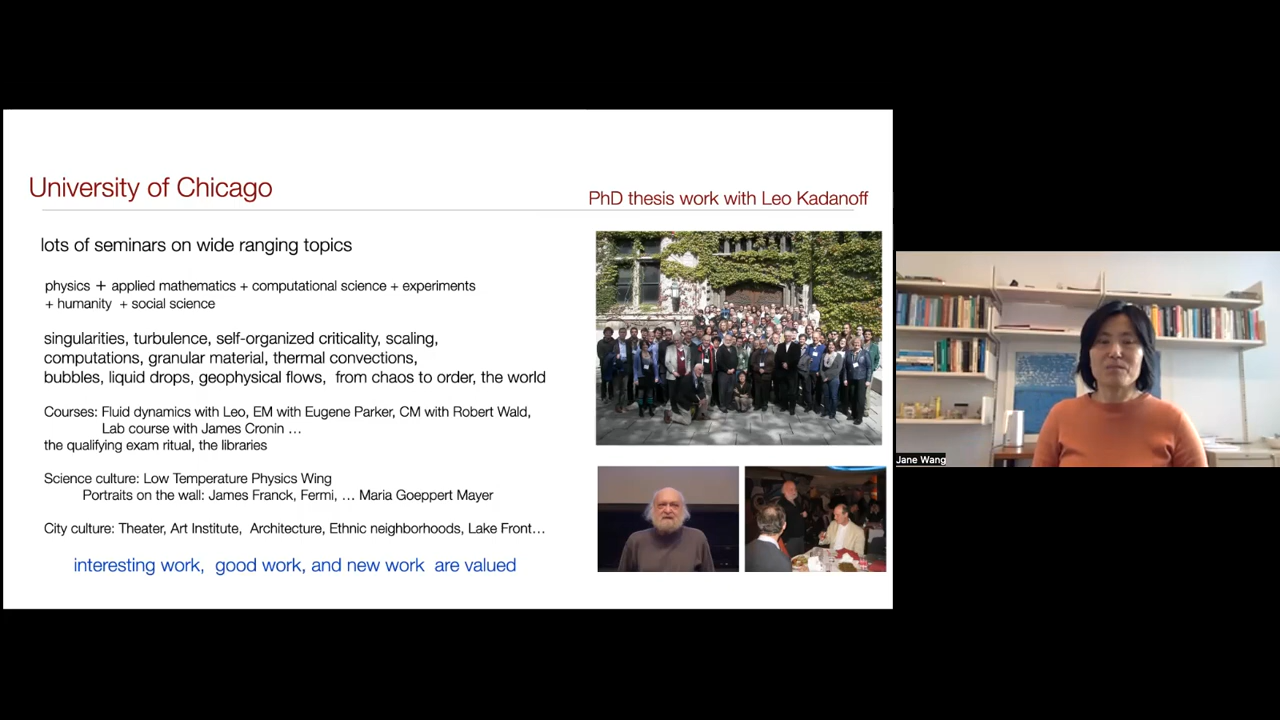 University of Chicago
PhD thesis work with Leo Kadanoff
lots of seminars on wide ranging topics
physics + applied mathematics + computational science + experiments
+ humanity + social science
singularities, turbulence, self-organized criticality, scaling,
computations, granular material, thermal convections,
bubbles, liquid drops, geophysical flows, from chaos to order, the world
Courses: Fluid dynamics with Leo, EM with Eugene Parker, CM with Robert Wald,
Lab course with James Cronin …
the qualifying exam ritual, the libraries
Science culture: Low Temperature Physics Wing
Portraits on the wall: James Franck, Fermi, … Maria Goeppert Mayer
City culture: Theater, Art Institute, Architecture, Ethnic neighborhoods, Lake Front…
interesting work, good work, and new work are valued
Jane Wang